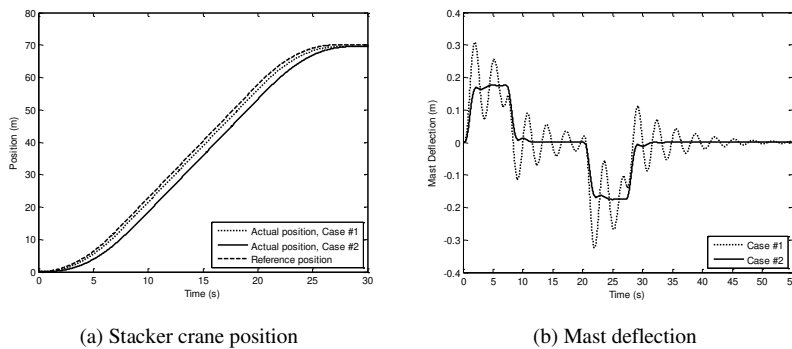 80
70
60
50
40
30
20
10
0
Position (m)
0 5 10 15 20 25 30
Time (s)
Actual position, Case #1
Actual position, Case #2
Reference position
(a) Stacker crane position
0.4
0.3
0.2
0.1
0
-0.1
-0.2
-0.3
-0.4
Mast Deflection (m)
0 5 10 15 20 25 30 35 40 45 50 55
Time (s)
Case #1
Case #2
(b) Mast deflection